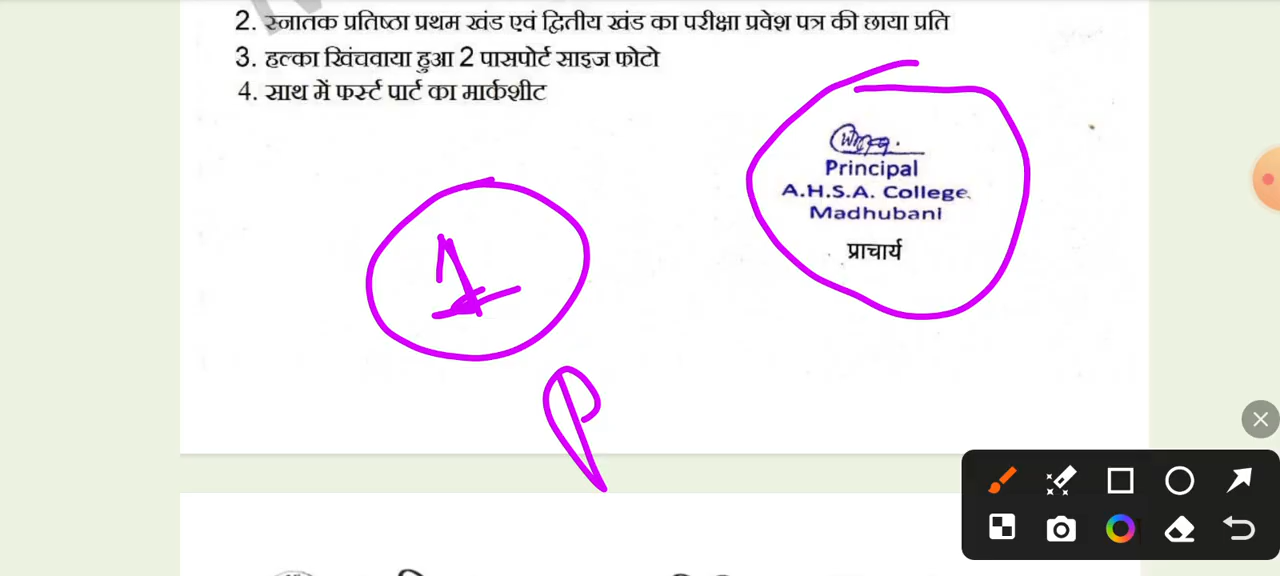 2. स्नातक प्रतिष्ठा प्रथम खंड एवं द्वितीय खंड का परीक्षा प्रवेश पत्र की छाया प्रति
3. हल्का खिंचवाया हुआ 2 पासपोर्ट साइज फोटो
4. साथ में फर्स्ट पार्ट का मार्कशीट
Principal
A.H.S.A. College
Madhubani
प्राचार्य
1
P